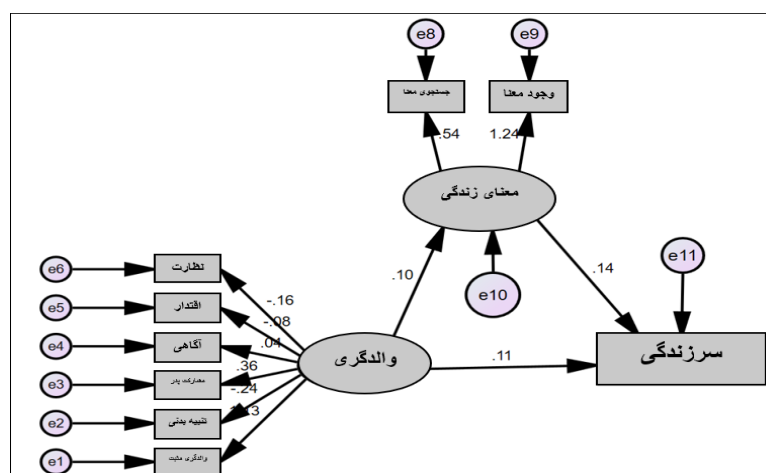 e8
e9
جستجوی معنا
وجود معنا
.54
1.24
معنای زندگی
e11
e6
نظارت
.10
e10
.14
-.16
e5
اقتدار
-.08
e4
آگاهی
.04
والدگری
.11
سرزندگی
.36
e3
مشارکت پدر
-.24
e2
تنبیه بدنی
e1
والدگری مثبت